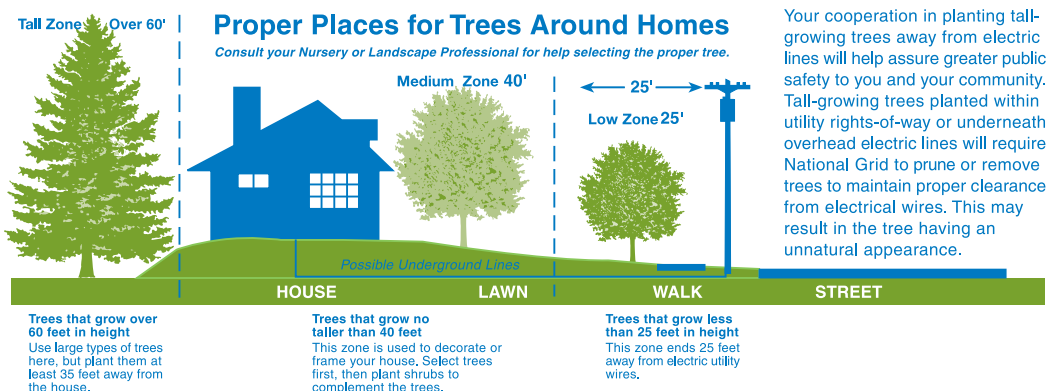 Proper Places for Trees Around Homes
Consult your Nursery or Landscape Professional for help selecting the proper tree.
Tall Zone Over 60'
Medium Zone 40'
25'
Low Zone 25'
Your cooperation in planting tall-
growing trees away from electric
lines will help assure greater public
safety to you and your community.
Tall-growing trees planted within
utility rights-of-way or underneath
overhead electric lines will require
National Grid to prune or remove
trees to maintain proper clearance
from electrical wires. This may
result in the tree having an
unnatural appearance.
Possible Underground Lines
HOUSE LAWN WALK STREET
Trees that grow over
60 feet in height
Use large types of trees
here, but plant them at
least 35 feet away from
the house.
Trees that grow no
taller than 40 feet
This zone is used to decorate or
frame your house. Select trees
first, then plant shrubs to
complement the trees.
Trees that grow less
than 25 feet in height
This zone ends 25 feet
away from electric utility
wires.